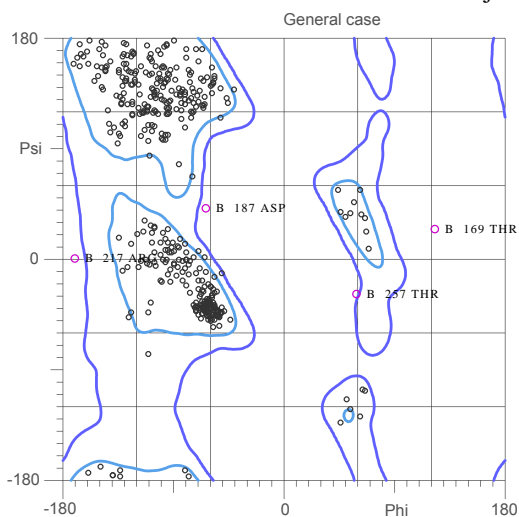 General case
180
Psi
B 187 ASP
B 169 THR
0
B 217 ARG
B 257 THR
-180
-180
0
Phi
180